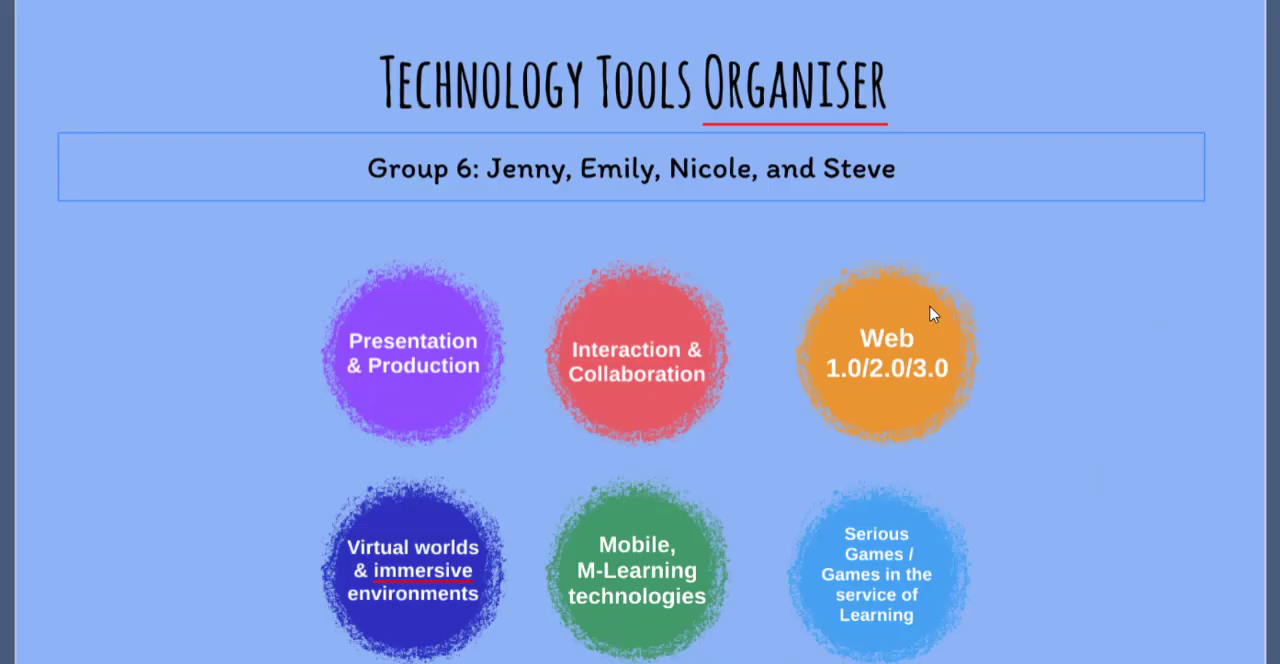 Technology Tools Organiser
Group 6: Jenny, Emily, Nicole, and Steve
Presentation
& Production
Interaction &
Collaboration
Web
1.0/2.0/3.0
Virtual worlds
& immersive
environments
Mobile,
M-Learning
technologies
Serious
Games /
Games in the
service of
Learning